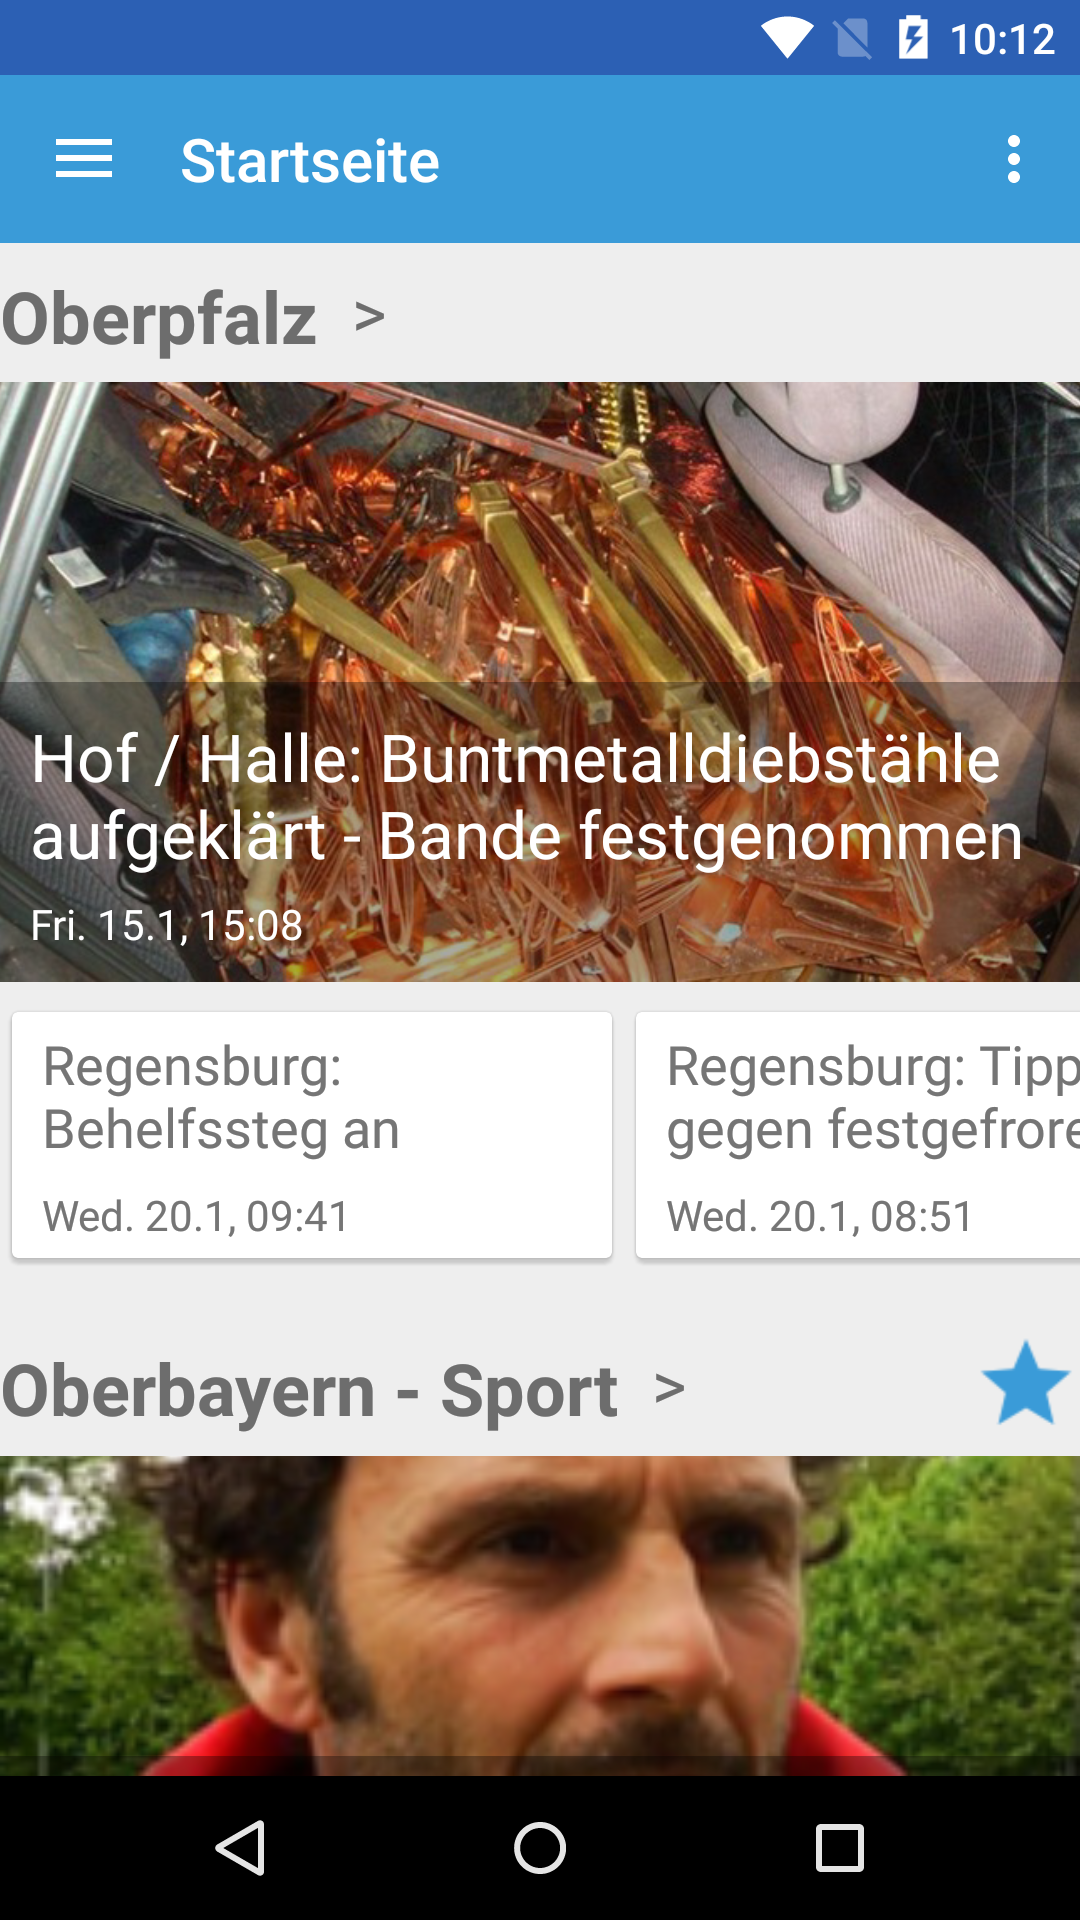 10:12
Startseite
Oberpfalz >
Hof / Halle: Buntmetalldiebstähle
aufgeklärt - Bande festgenommen
Fri. 15.1, 15:08
Regensburg:
Behelfssteg an
Wed. 20.1, 09:41
Regensburg: Tipp
gegen festgefrore
Wed. 20.1, 08:51
Oberbayern - Sport >